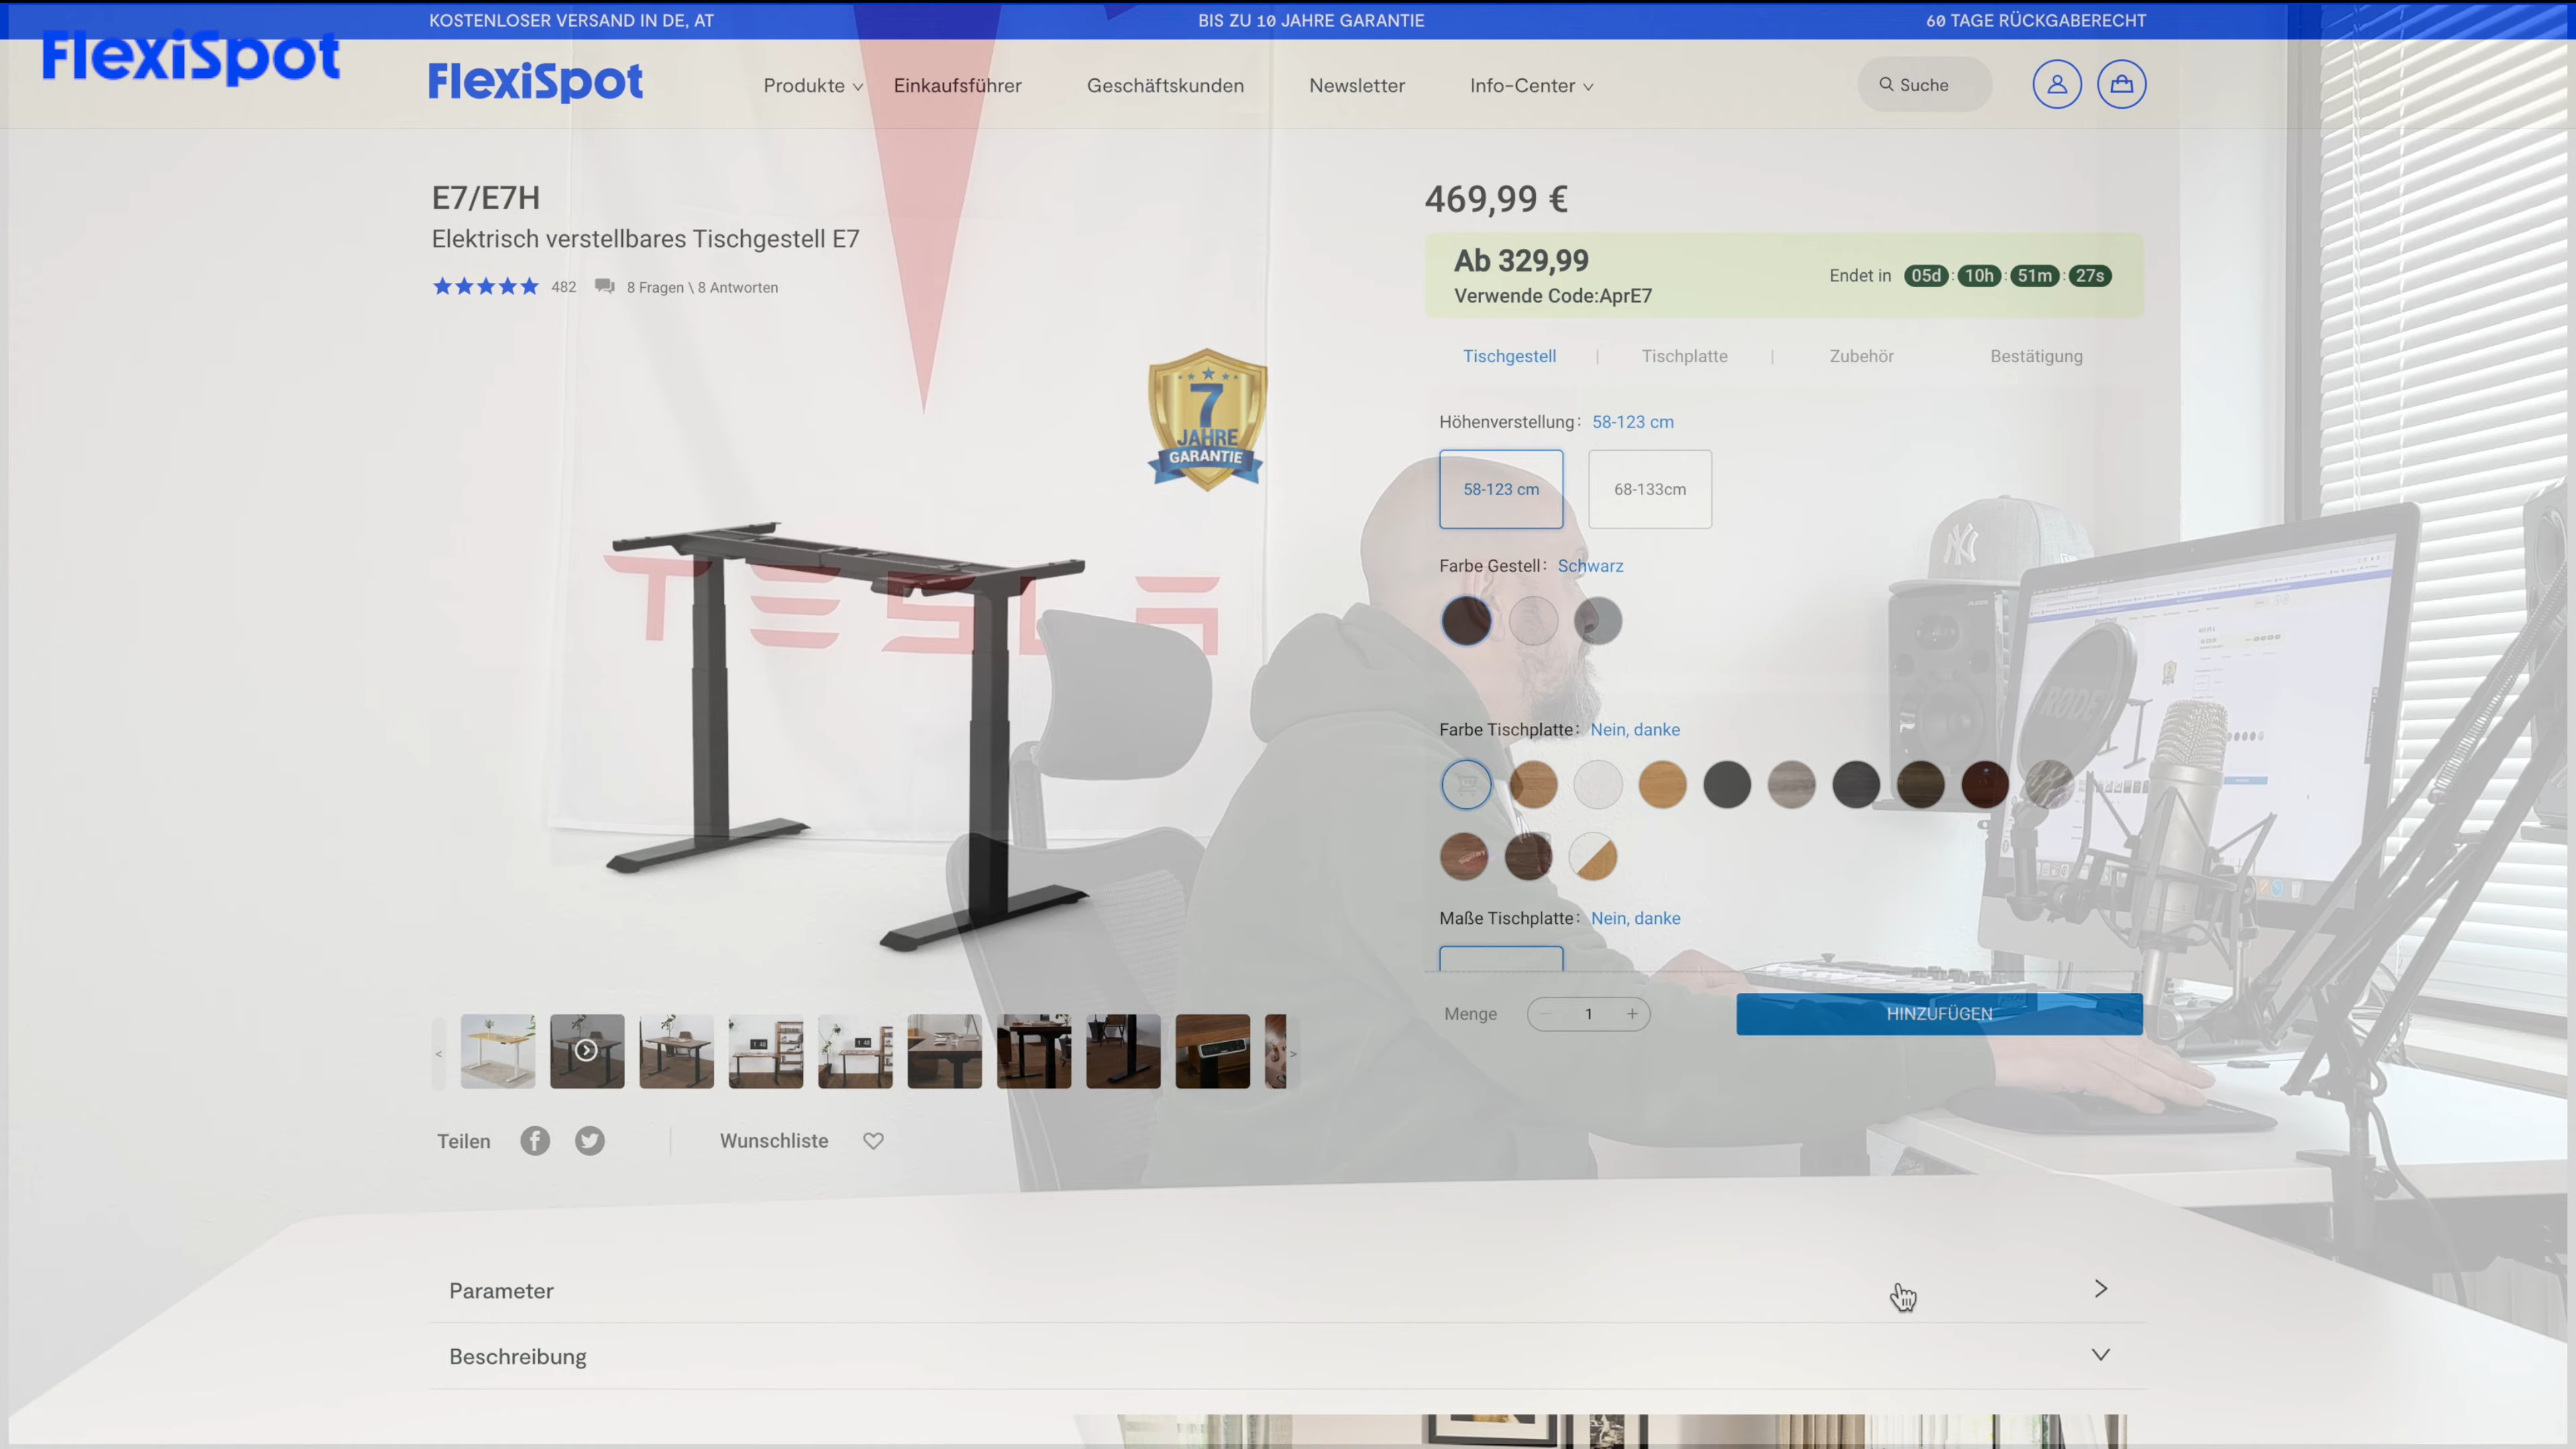 KOSTENLOSER VERSAND IN DE, AT
BIS ZU 10 JAHRE GARANTIE
60 TAGE RÜCKGABERECHT
FlexiSpot
FlexiSpot
Produkte
Einkaufsführer
Geschäftskunden
Newsletter
Info-Center
Suche
E7/E7H
Elektrisch verstellbares Tischgestell E7
482
8 Fragen \ 8 Antworten
7
JAHRE
GARANTIE
TESLA
469,99 €
Ab 329,99
Verwende Code:AprE7
Endet in 05d : 10h : 51m : 27s
Tischgestell | Tischplatte | Zubehör Bestätigung
Höhenverstellung: 58-123 cm
58-123 cm
68-133cm
Farbe Gestell: Schwarz
NY
RODE
Farbe Tischplatte: Nein, danke
Maße Tischplatte: Nein, danke
Menge
1
HINZUFÜGEN
< >
Teilen
Wunschliste
Parameter
Beschreibung